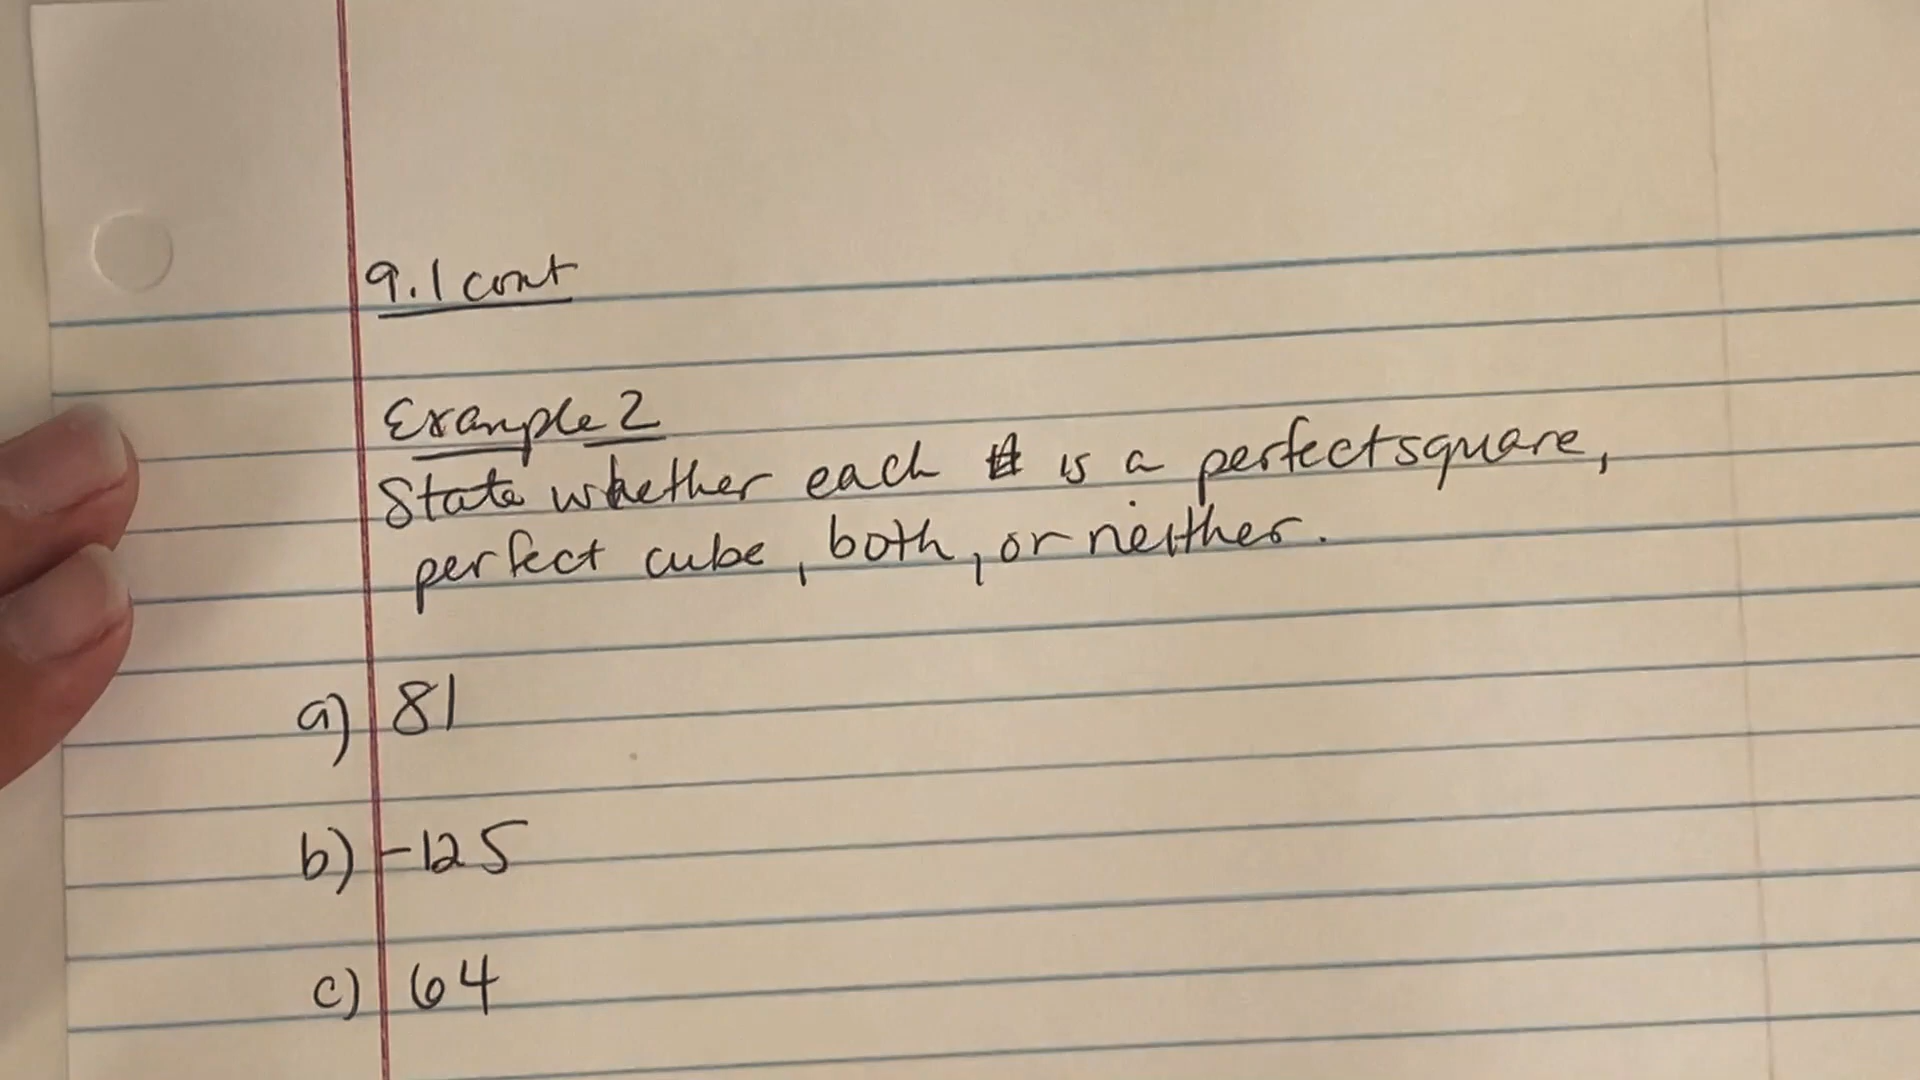 9.1 cont
Example 2
State whether each # is a perfect square,
perfect cube, both, or neither.
a) 81
b) -125
c) 64